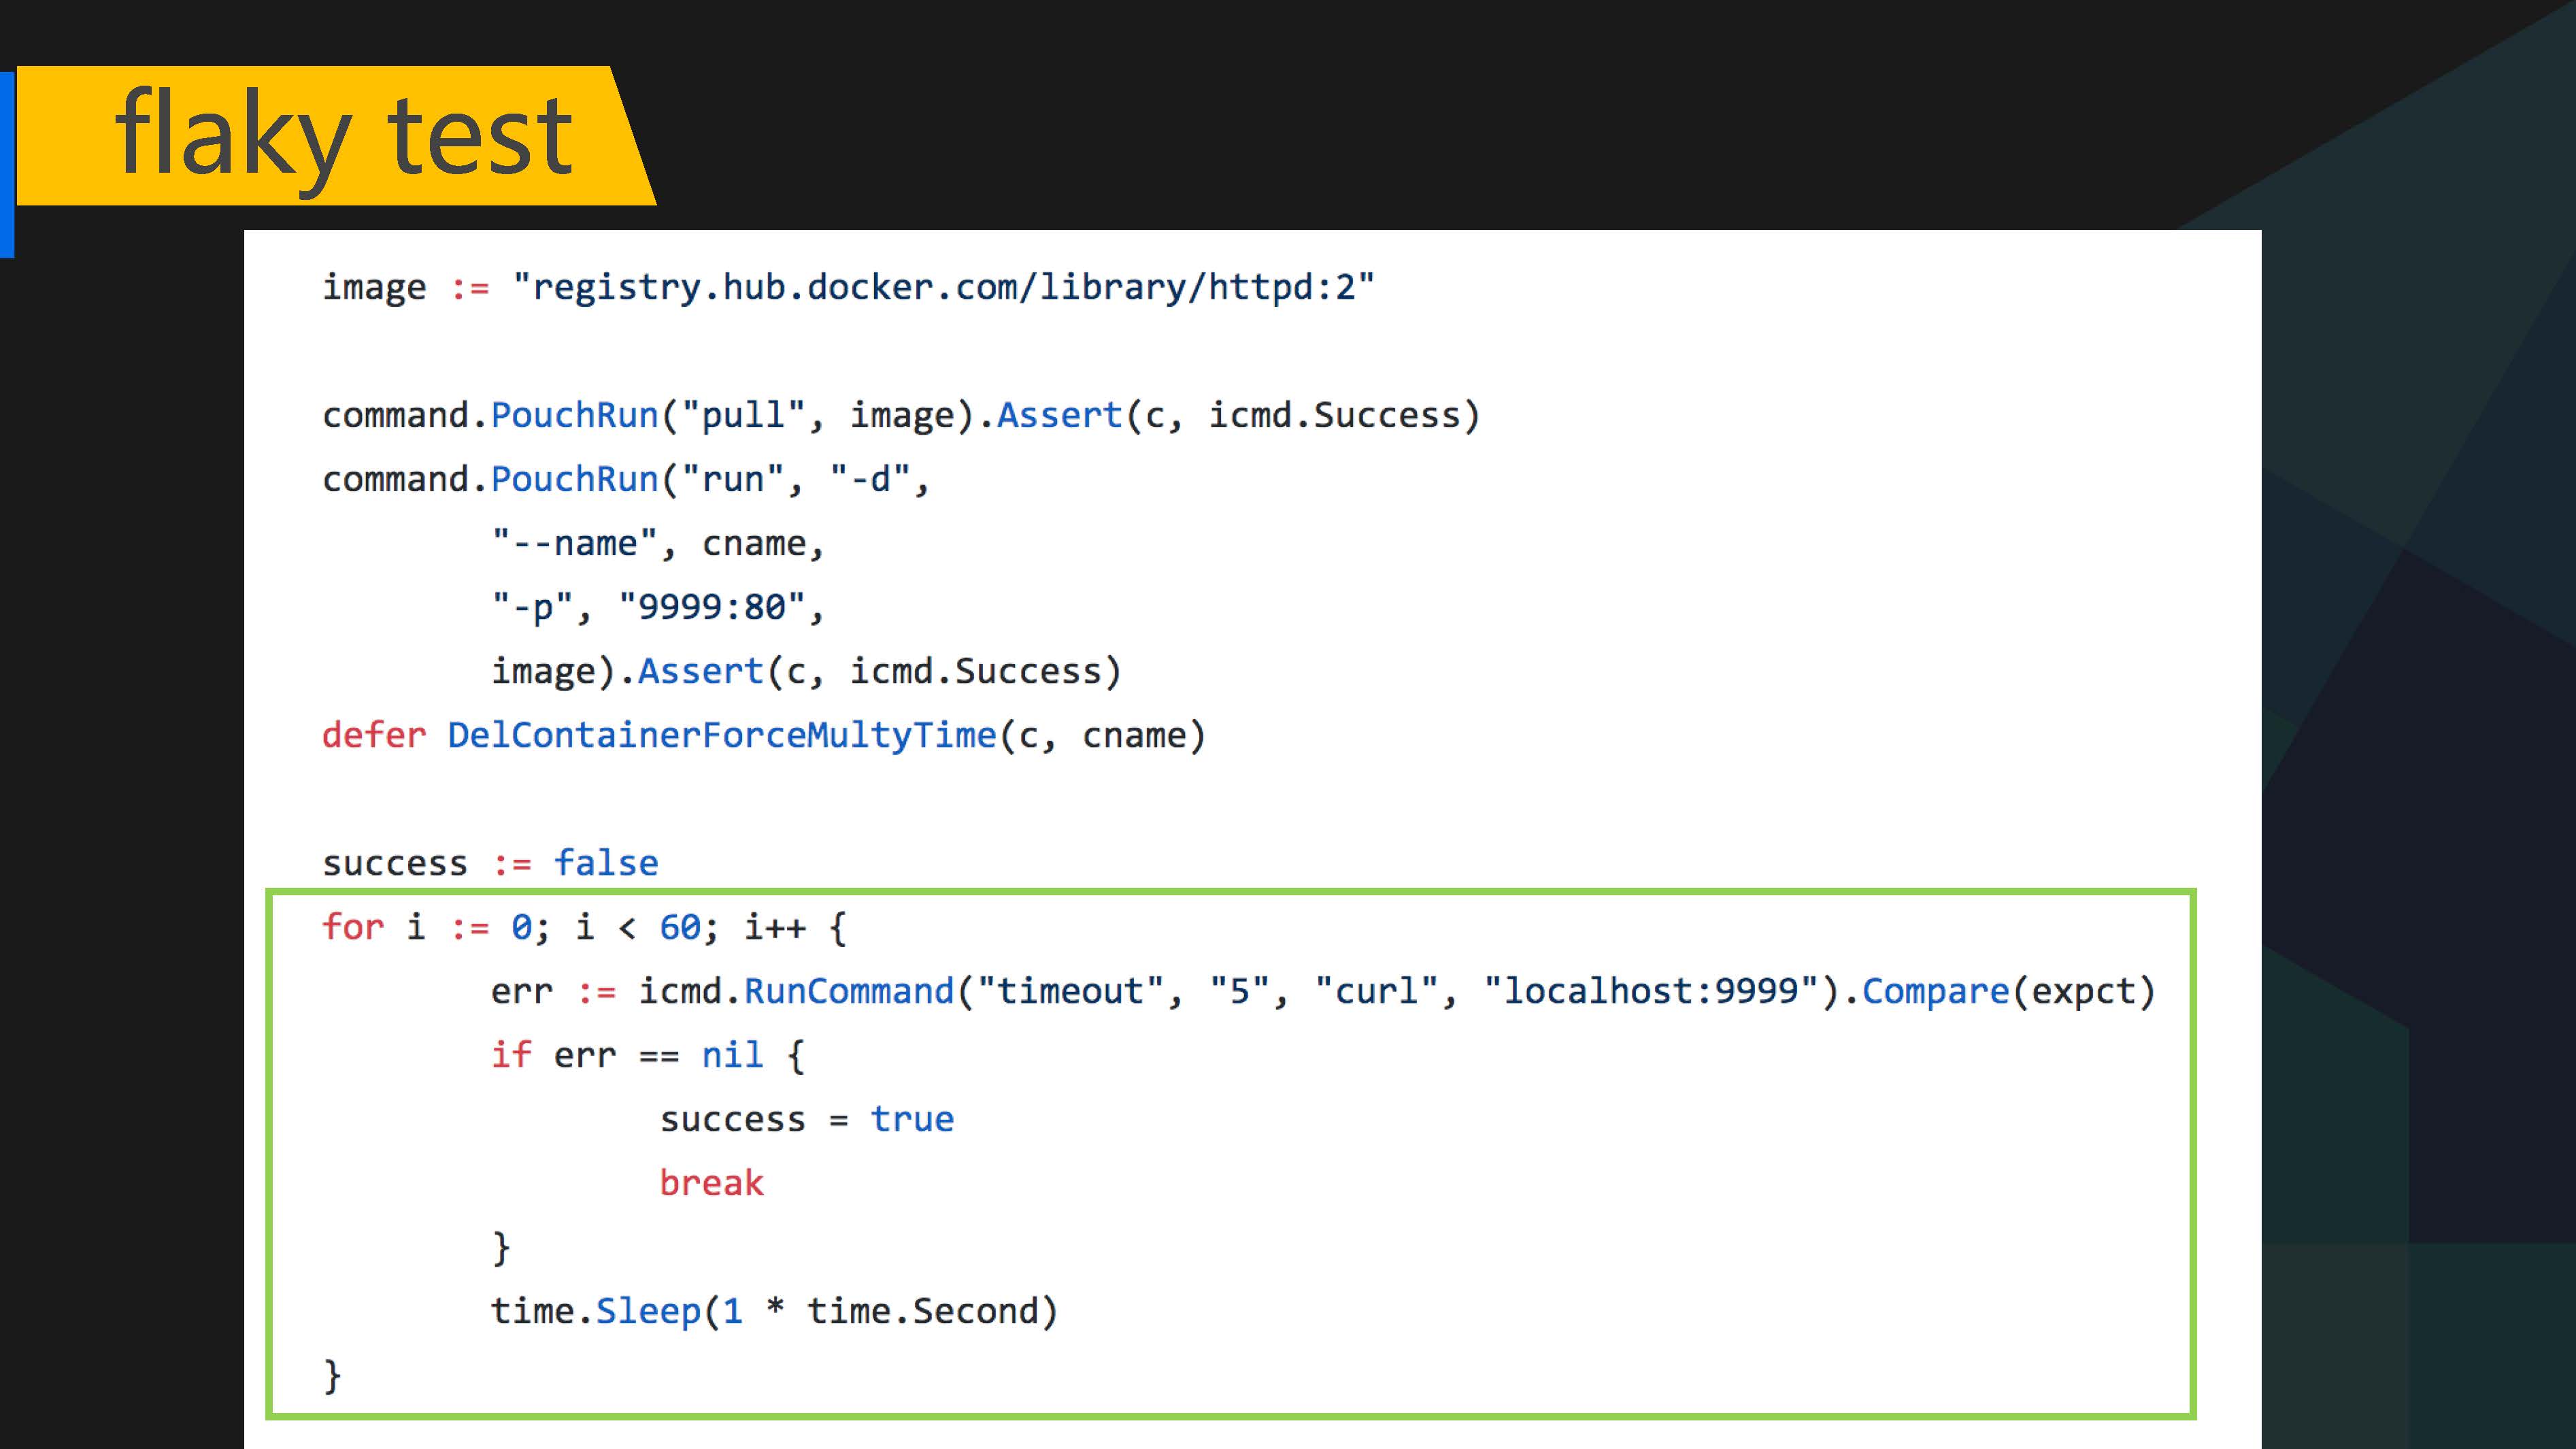 flaky test
image := "registry.hub.docker.com/library/httpd:2"
command.PouchRun("pull", image).Assert(c, icmd.Success)
command.PouchRun("run", "-d",
"--name", cname,
"-p", "9999:80",
image).Assert(c, icmd.Success)
defer DelContainerForceMultyTime(c, cname)
success := false
for i := 0; i < 60; i++ {
err := icmd.RunCommand("timeout", "5", "curl", "localhost:9999").Compare(expct)
if err == nil {
success = true
break
}
time.Sleep(1 * time.Second)
}